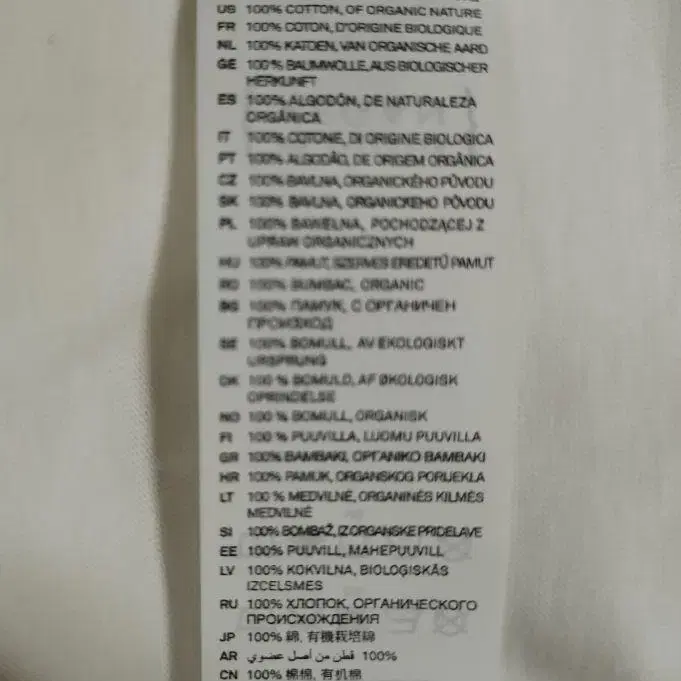 US 100% COTTON, OF ORGANIC NATURE
FR 100% COTON, D'ORIGINE BIOLOGIQUE
NL 100% KATOEN, VAN ORGANISCHE AARD
GE 100% BAUMWOLLE, AUS BIOLOGISCHER
HERKUNFT
ES 100% ALGODÓN, DE NATURALEZA
ORGÂNICA
IT 100% COTONE, DI ORIGINE BIOLOGICA
PT 100% ALGODÃO, DE ORIGEM ORGÂNICA
CZ 100% BAVLNA, ORGANICKÉHO PŮVODU
SK 100% BAVLNA, ORGANICKEHO PÔVODU
PL 100% BAWEŁNA, POCHODZĄCEJ Z
UPRAW ORGANICZNYCH
HU 100% PAMUT, SZERVES EREDETŰ PAMUT
RO 100% BUMBAC, ORGANIC
BG 100% ПАМУК, С ОРГАНИЧЕН
ПРОИЗХОД
SE 100% BOMULL, AV EKOLOGISKT
URSPRUNG
DK 100 % BOMULD, AF ØKOLOGISK
OPRINDELSE
NO 100 % BOMULL, ORGANISK
FI 100 % PUUVILLA, LUOMU PUUVILLA
GR 100% BAMBAKI, ΟΡΓΑΝΙΚΟ BAMBAKI
HR 100% PAMUK, ORGANSKOG PORIJEKLA
LT 100 % MEDVILNĖ, ORGANINĖS KILMĖS
MEDVILNĖ
SI 100% BOMBAŽ, IZ ORGANSKE PRIDELAVE
EE 100% PUUVILL, MAHEPUUVILL
LV 100% KOKVILNA, BIOLOĢISKĀS
IZCELSMES
RU 100% ХЛОПОК, ОРГАНИЧЕСКОГО
ПРОИСХОЖДЕНИЯ
JP 100% 綿, 有機栽培綿
AR 100% قطن من أصل عضوي
CN 100% 棉棉, 有机棉